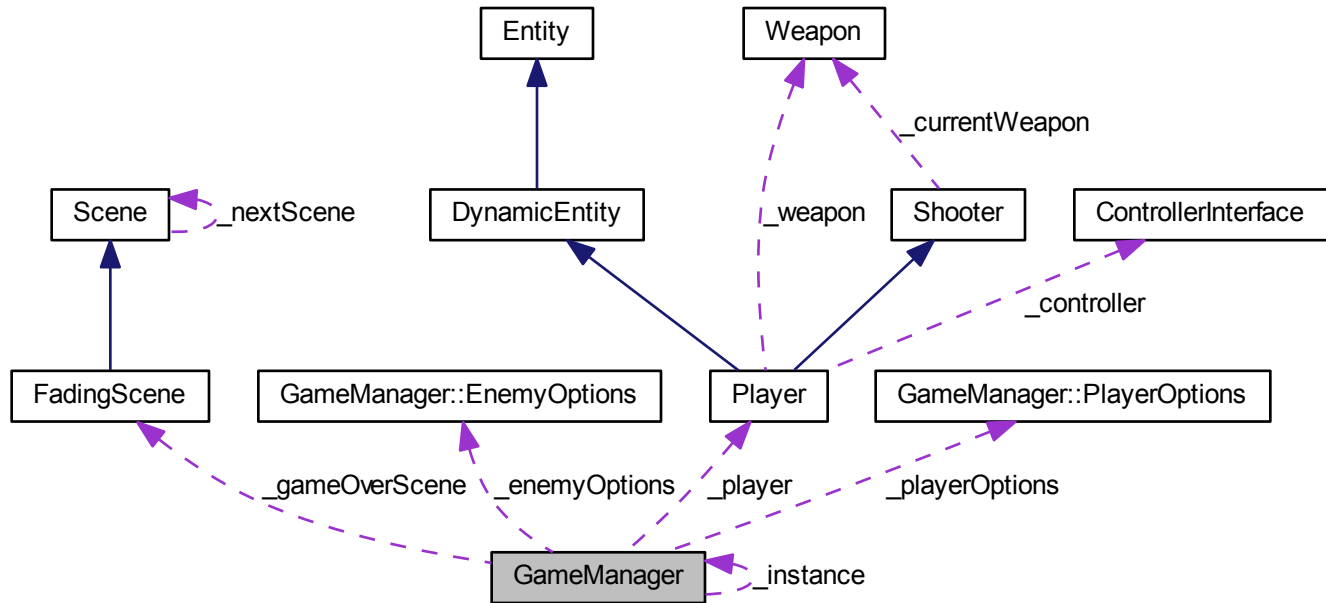 Entity
Weapon
_currentWeapon
Scene
_nextScene
DynamicEntity
_weapon
Shooter
ControllerInterface
_controller
FadingScene
GameManager::EnemyOptions
Player
GameManager::PlayerOptions
_gameOverScene
_enemyOptions
_player
_playerOptions
GameManager
_instance